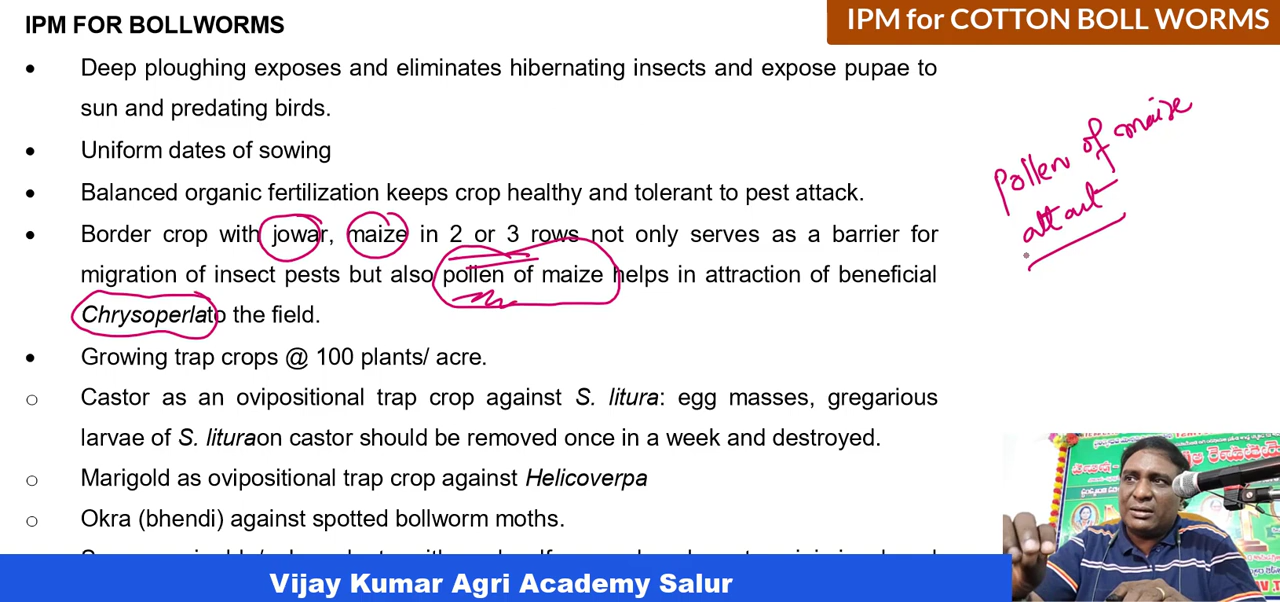 IPM FOR BOLLWORMS
IPM for COTTON BOLL WORMS
• Deep ploughing exposes and eliminates hibernating insects and expose pupae to
sun and predating birds.
• Uniform dates of sowing
• Balanced organic fertilization keeps crop healthy and tolerant to pest attack.
• Border crop with jowar, maize in 2 or 3 rows not only serves as a barrier for
migration of insect pests but also pollen of maize helps in attraction of beneficial
Chrysoperlato the field.
• Growing trap crops @ 100 plants/ acre.
○ Castor as an ovipositional trap crop against S. litura: egg masses, gregarious
larvae of S. lituraon castor should be removed once in a week and destroyed.
○ Marigold as ovipositional trap crop against Helicoverpa
○ Okra (bhendi) against spotted bollworm moths.
Pollen of maize
Vijay Kumar Agri Academy Salur